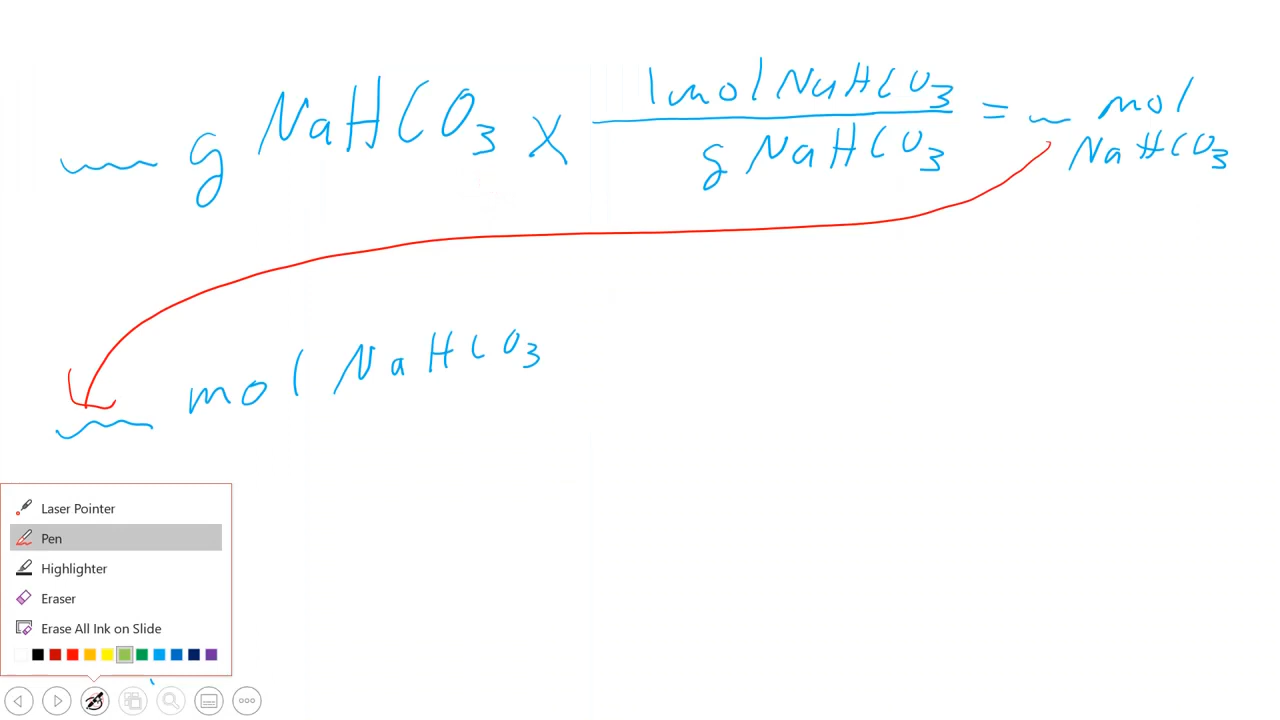 g NaHCO3 x 1 mol NaHCO3 / g NaHCO3 = mol NaHCO3
mol NaHCO3
Laser Pointer
Pen
Highlighter
Eraser
Erase All Ink on Slide